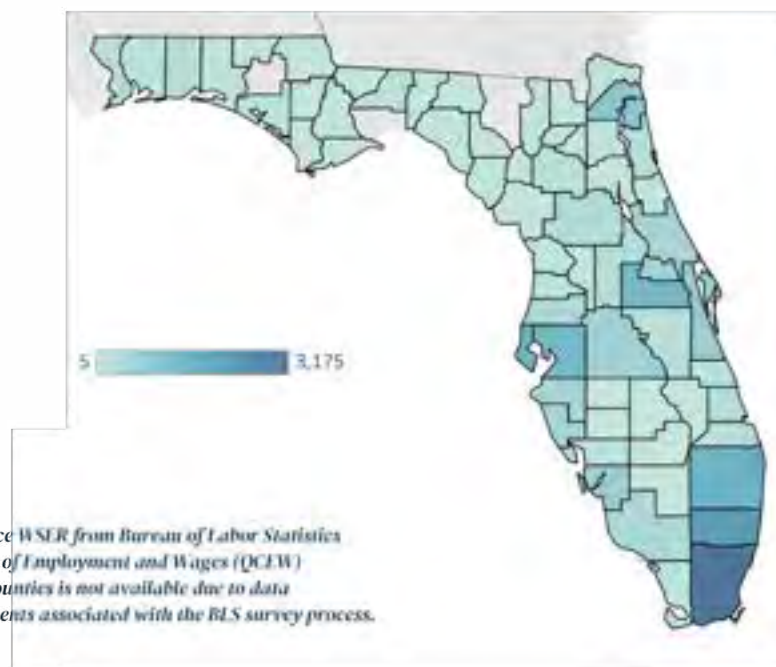 5 3,175
ce WSER from Bureau of Labor Statistics
of Employment and Wages (QCEW)
unties is not available due to data
ents associated with the BLS survey process.